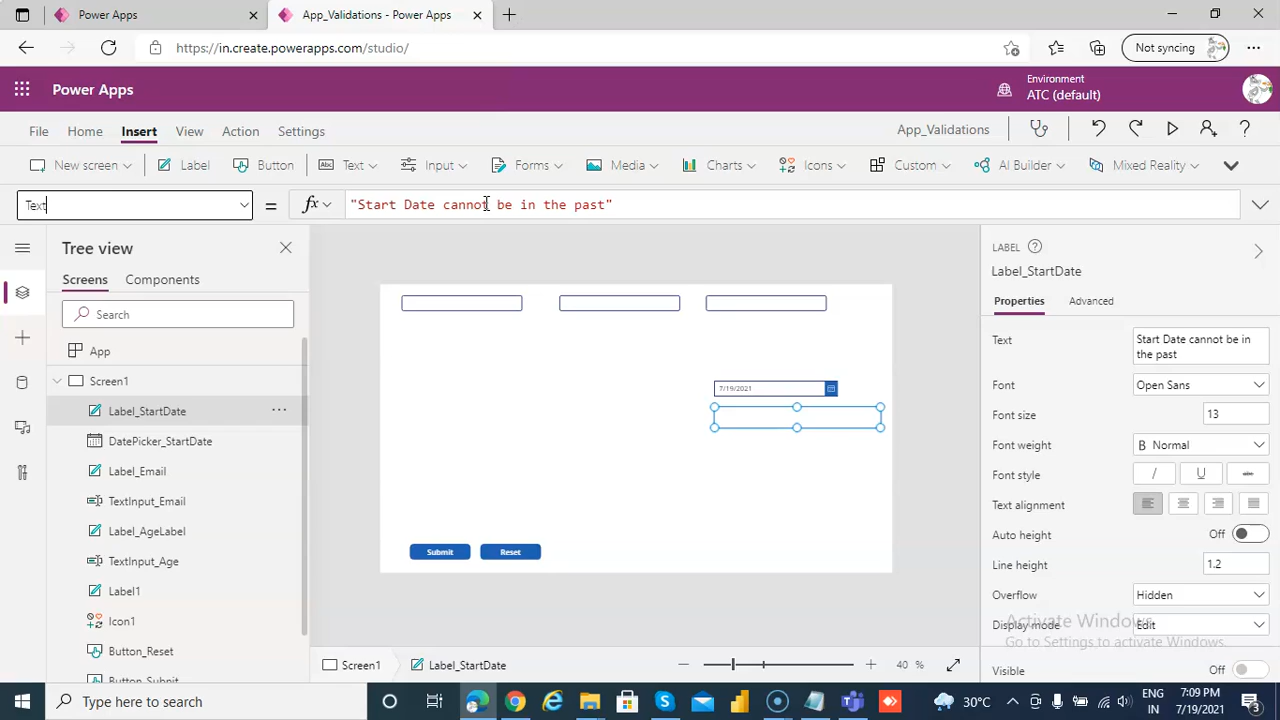 Power Apps
App_Validations - Power Apps
https://in.create.powerapps.com/studio/
Not syncing
Power Apps
Environment
ATC (default)
File Home Insert View Action Settings
App_Validations
New screen Label Button Text Input Forms Media Charts Icons Custom AI Builder Mixed Reality
Text = fx "Start Date cannot be in the past"
Tree view
Screens Components
Search
App
Screen1
Label_StartDate
DatePicker_StartDate
Label_Email
TextInput_Email
Label_AgeLabel
TextInput_Age
Label1
Icon1
Button_Reset
Button_Submit
7/19/2021
Submit Reset
Screen1 Label_StartDate
40 %
LABEL
Label_StartDate
Properties Advanced
Text Start Date cannot be in
the past
Font Open Sans
Font size 13
Font weight B Normal
Font style / U abc
Text alignment
Auto height Off
Line height 1.2
Overflow Hidden
Display mode Edit
Visible Off
Activate Windows
Go to Settings to activate Windows.
Type here to search
30°C
ENG
IN
7:09 PM
7/19/2021
3